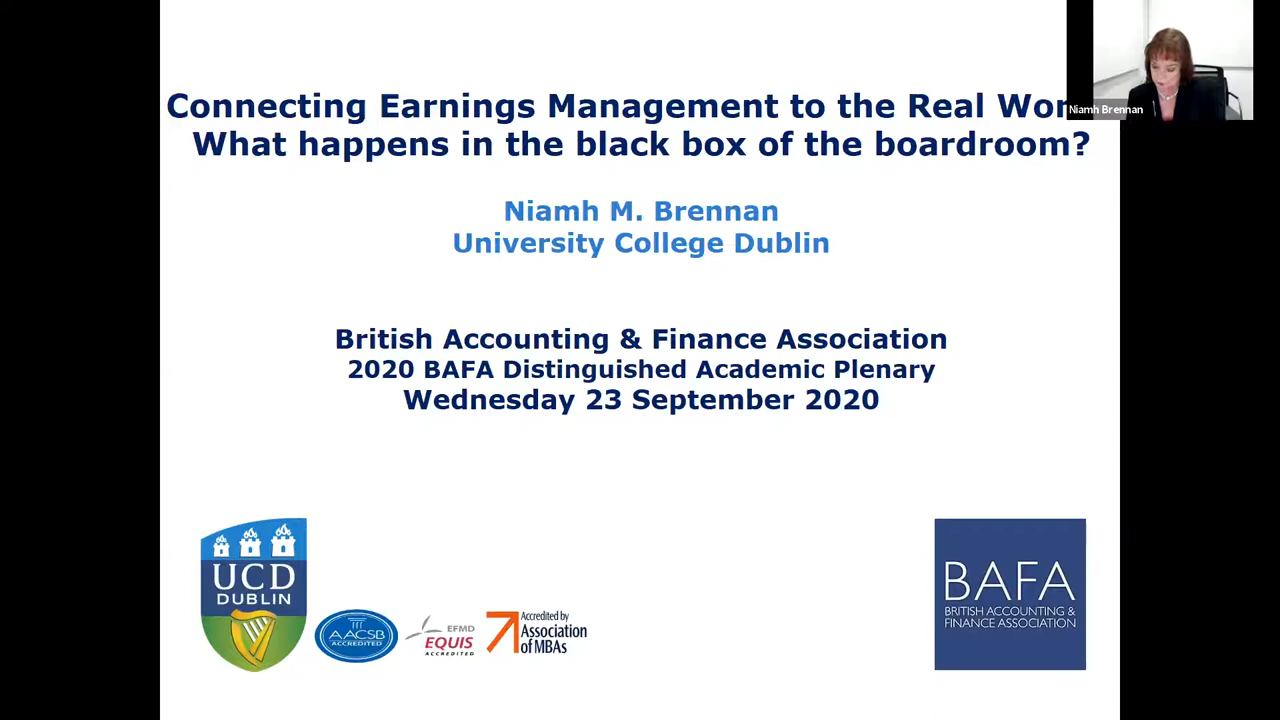 Connecting Earnings Management to the Real Wor
What happens in the black box of the boardroom?
Niamh Brennan
Niamh M. Brennan
University College Dublin
British Accounting & Finance Association
2020 BAFA Distinguished Academic Plenary
Wednesday 23 September 2020
UCD
DUBLIN
AACSB
ACCREDITED
EFMD
EQUIS
ACCREDITED
Accredited by
Association
of MBAs
BAFA
BRITISH ACCOUNTING &
FINANCE ASSOCIATION